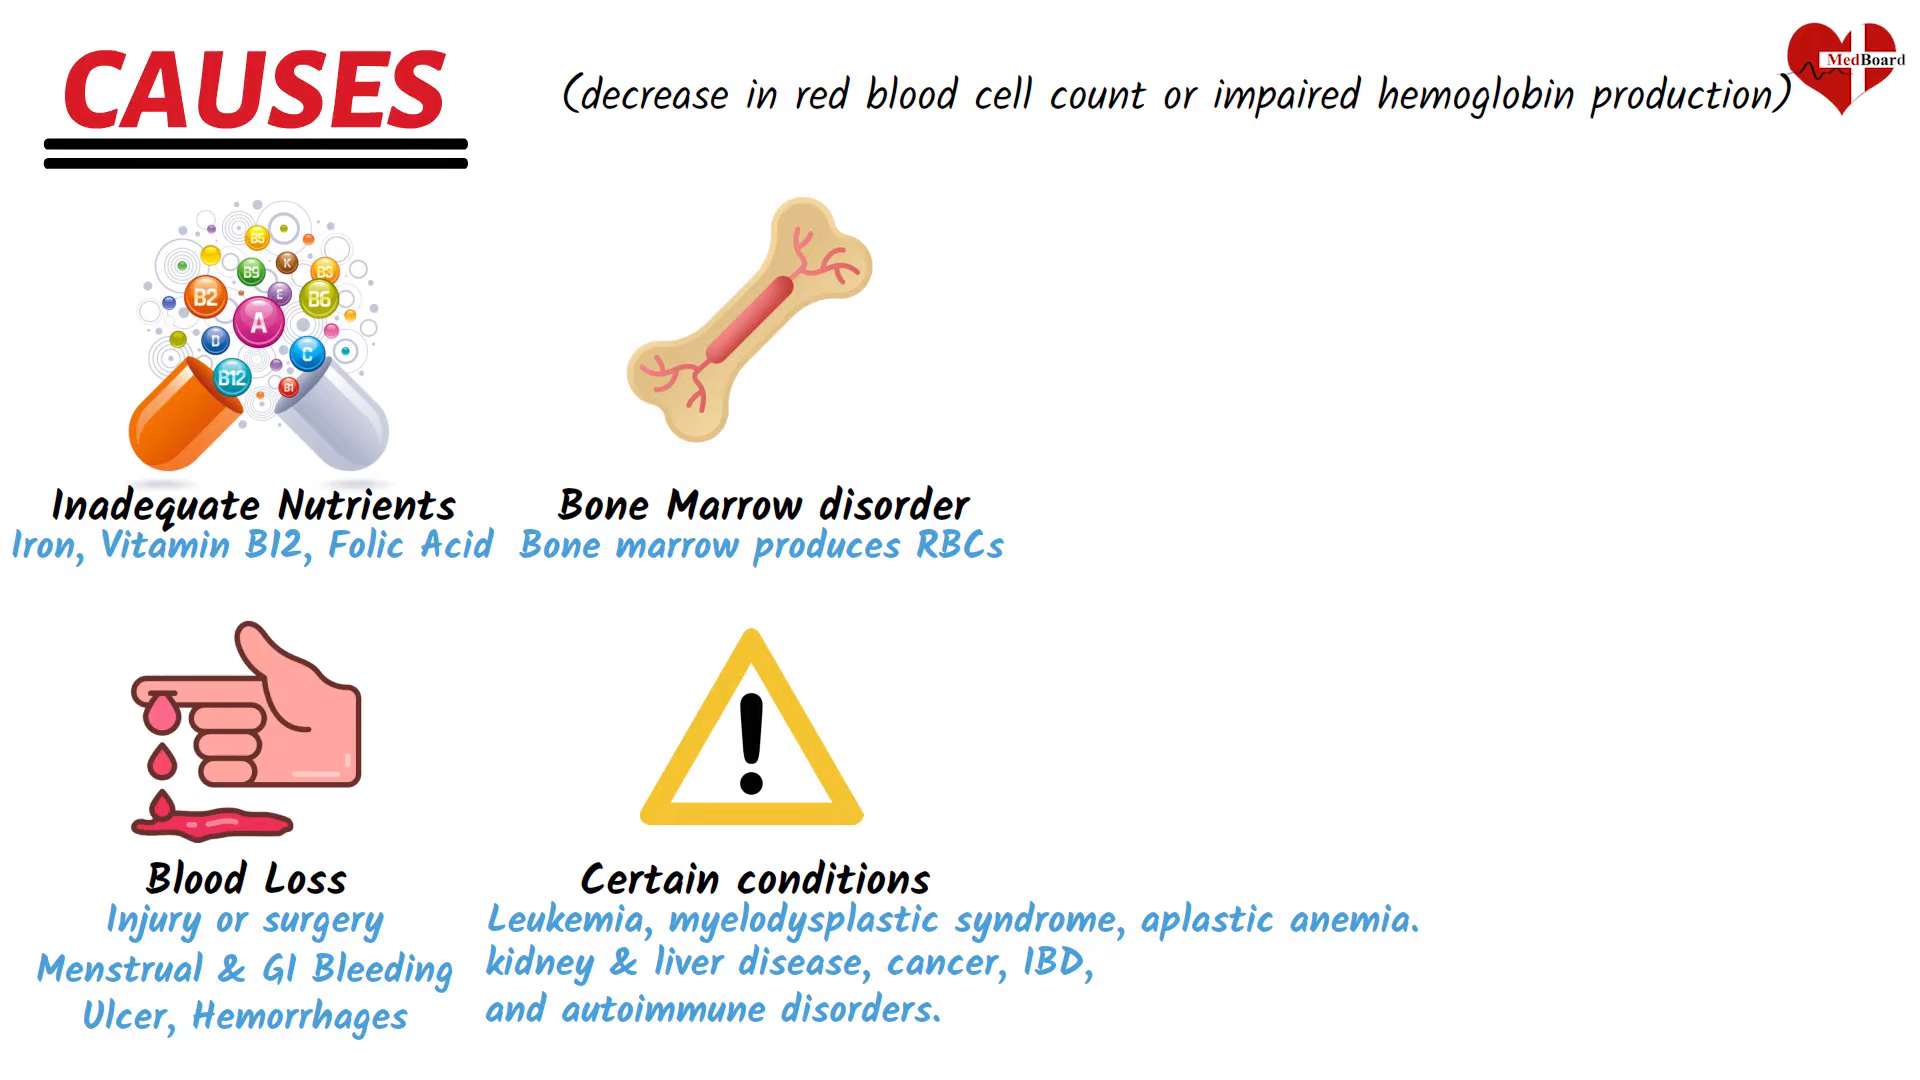 CAUSES
(decrease in red blood cell count or impaired hemoglobin production)
MedBoard
B5
B9
K
B3
B2
E
B6
A
D
C
B12
B1
Inadequate Nutrients
Iron, Vitamin B12, Folic Acid
Bone Marrow disorder
Bone marrow produces RBCs
Blood Loss
Injury or surgery
Menstrual & GI Bleeding
Ulcer, Hemorrhages
Certain conditions
Leukemia, myelodysplastic syndrome, aplastic anemia.
kidney & liver disease, cancer, IBD,
and autoimmune disorders.